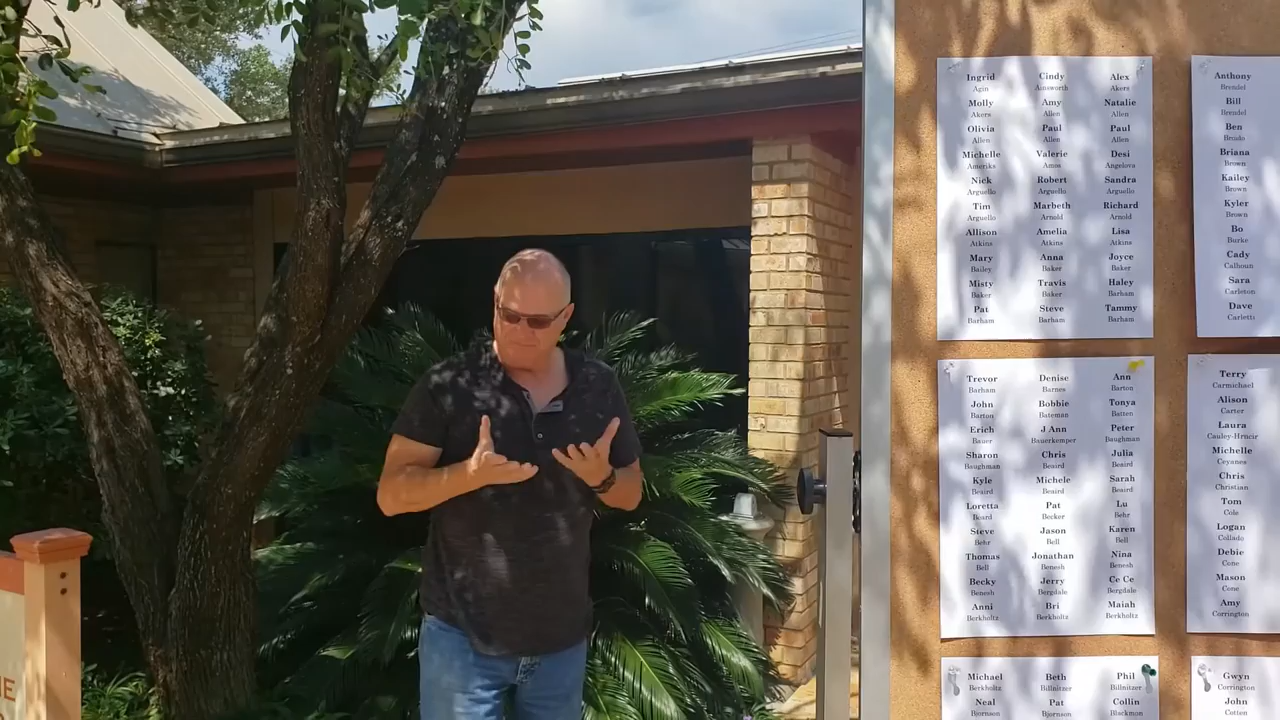 Ingrid Cindy Alex
Agin Ainsworth Akers
Molly Amy Natalie
Akers Allen Allen
Olivia Paul Paul
Allen Allen Allen
Michelle Valerie Desi
Amerika Amos Angelova
Nick Robert Sandra
Arguello Arguello Arguello
Tim Marbeth Richard
Arguello Arnold Arnold
Allison Amelia Lisa
Atkins Atkins Atkins
Mary Anna Joyce
Bailey Baker Baker
Misty Travis Haley
Baker Baker Barham
Pat Steve Tammy
Barham Barham Barham
Anthony
Brendel
Bill
Brendel
Ben
Briana
Brown
Kailey
Brown
Kyler
Brown
Bo
Burke
Cady
Calhoun
Sara
Carleton
Dave
Carletti
Trevor Denise Ann
Barham Barnes Barton
John Bobbie Tonya
Barton Bateman Batten
Erich J Ann Peter
Bauer Bauerkemper Baughman
Sharon Chris Julia
Baughman Beaird Beaird
Kyle Michele Sarah
Beaird Beaird Beaird
Loretta Pat Lu
Beard Becker Behr
Steve Jason Karen
Behr Bell Bell
Thomas Jonathan Nina
Bell Benesh Benesh
Becky Jerry Ce Ce
Benesh Bergdale Bergdale
Anni Bri Maiah
Berkholtz Berkholtz Berkholtz
Terry
Carmichael
Alison
Carter
Laura
Cauley-Hrncir
Michelle
Ceyanes
Chris
Christian
Tom
Cole
Logan
Collado
Debie
Cone
Mason
Cone
Amy
Corrington
Michael Beth Phil
Berkholtz Billnitzer Billnitzer
Neal Pat Collin
Bjornson Bjornson Blackmon
Gwyn
Corrington
John
Cotten
NE